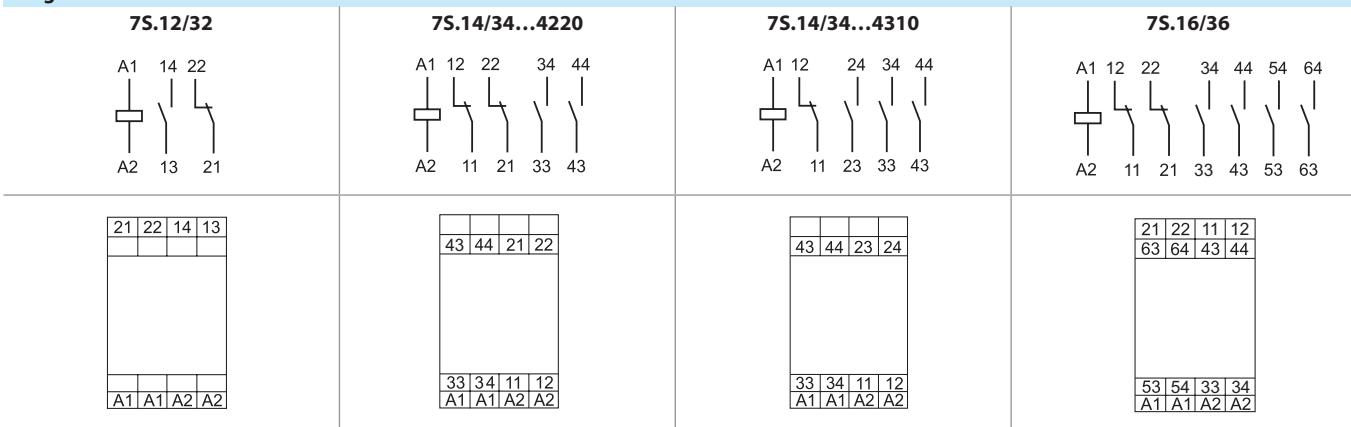 7S.12/32 7S.14/34...4220 7S.14/34...4310 7S.16/36
A1 14 22
A2 13 21
A1 12 22 34 44
A2 11 21 33 43
A1 12 24 34 44
A2 11 23 33 43
A1 12 22 34 44 54 64
A2 11 21 33 43 53 63
21 22 14 13
A1 A1 A2 A2
43 44 21 22
33 34 11 12
A1 A1 A2 A2
43 44 23 24
33 34 11 12
A1 A1 A2 A2
21 22 11 12
63 64 43 44
53 54 33 34
A1 A1 A2 A2